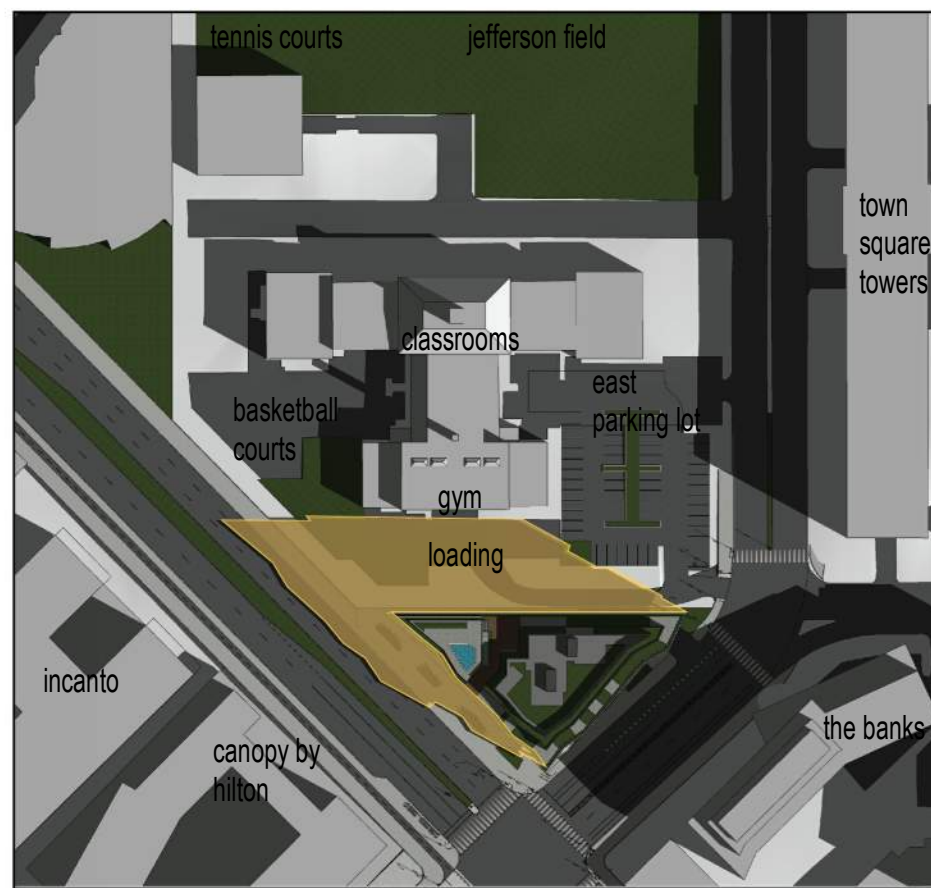 tennis courts
jefferson field
town
square
towers
classrooms
east
parking lot
basketball
courts
gym
loading
incanto
the banks
canopy by
hilton